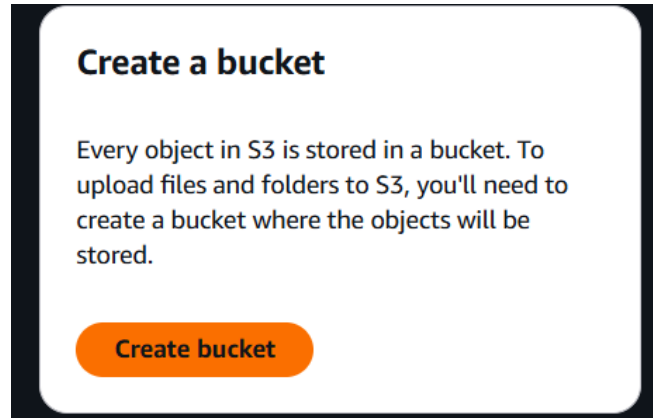 Create a bucket
Every object in S3 is stored in a bucket. To
upload files and folders to S3, you'll need to
create a bucket where the objects will be
stored.
Create bucket